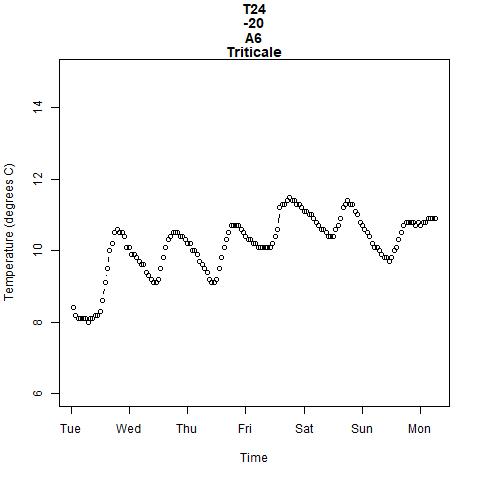 T24
-20
A6
Triticale
Temperature (degrees C)
14
12
10
8
6
Tue Wed Thu Fri Sat Sun Mon
Time